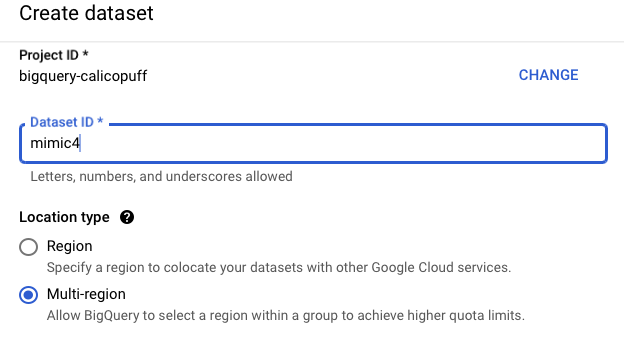 Create dataset
Project ID *
bigquery-calicopuff
CHANGE
Dataset ID *
mimic4
Letters, numbers, and underscores allowed
Location type ?
Region
Specify a region to colocate your datasets with other Google Cloud services.
Multi-region
Allow BigQuery to select a region within a group to achieve higher quota limits.